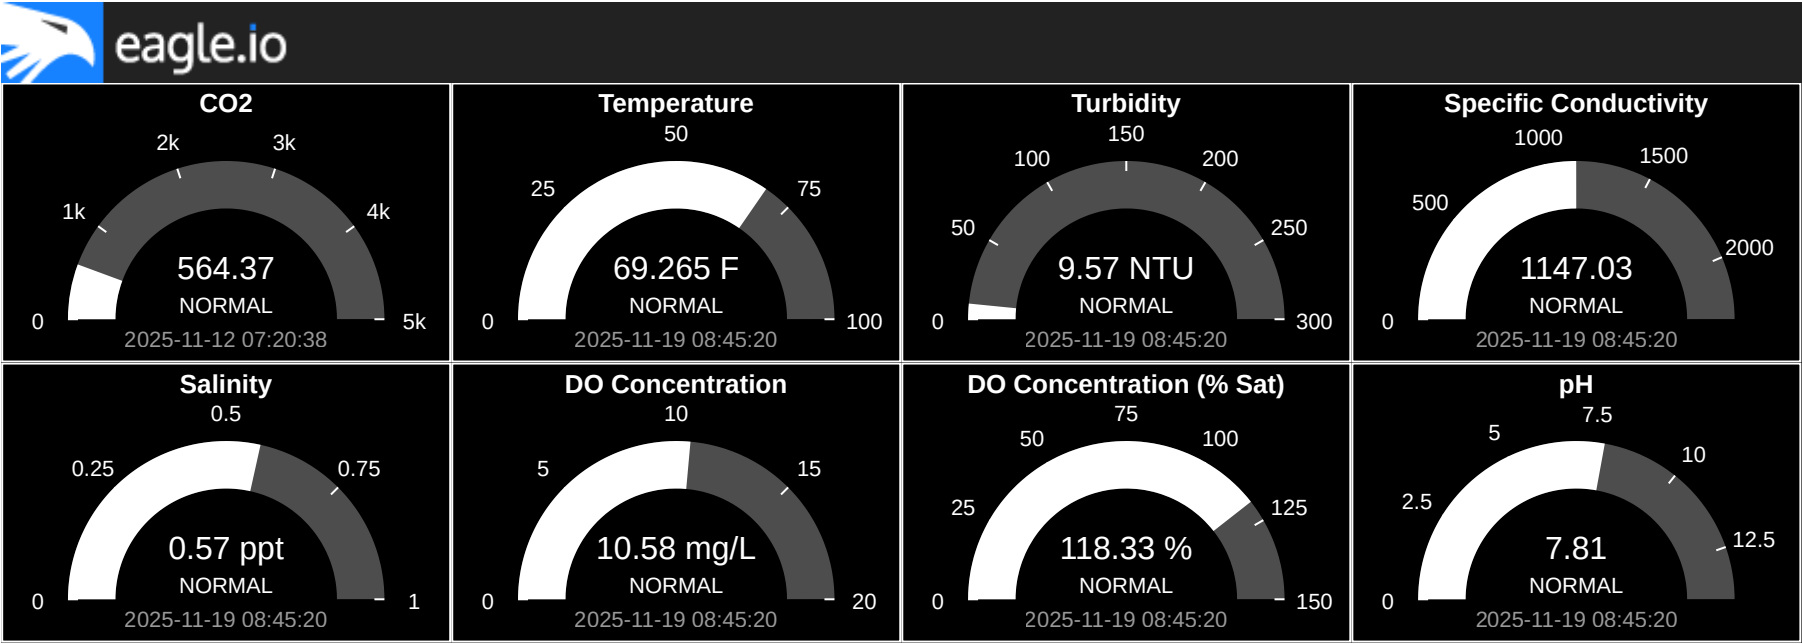 eagle.io
CO2
0
1k
2k
3k
4k
5k
564.37
NORMAL
2025-11-12 07:20:38
Temperature
0
25
50
75
100
69.265 F
NORMAL
2025-11-19 08:45:20
Turbidity
0
50
100
150
200
250
300
9.57 NTU
NORMAL
2025-11-19 08:45:20
Specific Conductivity
0
500
1000
1500
2000
1147.03
NORMAL
2025-11-19 08:45:20
Salinity
0
0.25
0.5
0.75
1
0.57 ppt
NORMAL
2025-11-19 08:45:20
DO Concentration
0
5
10
15
20
10.58 mg/L
NORMAL
2025-11-19 08:45:20
DO Concentration (% Sat)
0
25
50
75
100
125
150
118.33 %
NORMAL
2025-11-19 08:45:20
pH
0
2.5
5
7.5
10
12.5
7.81
NORMAL
2025-11-19 08:45:20